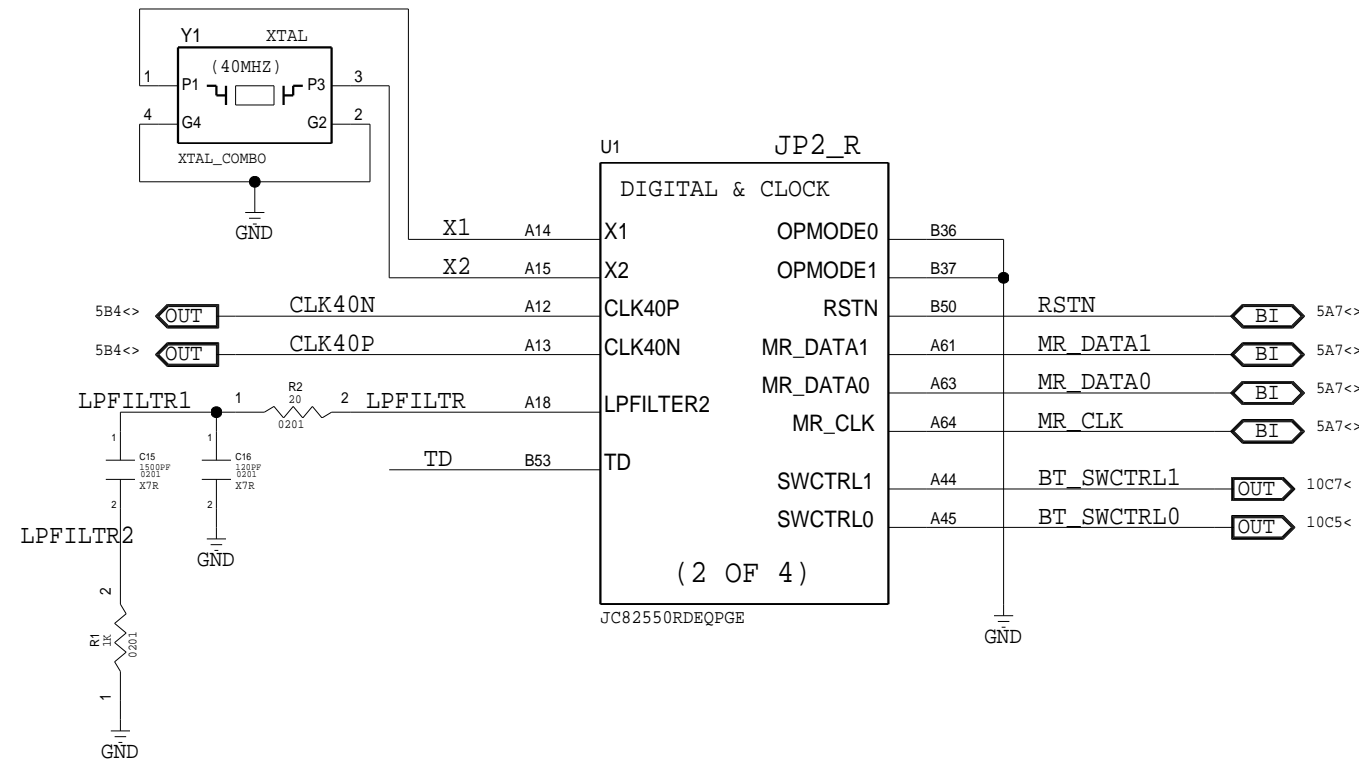 Y1 XTAL
(40MHZ)
1 P1 P3 3
4 G4 G2 2
XTAL_COMBO
GND
U1 JP2_R
DIGITAL & CLOCK
X1 A14 X1 OPMODE0 B36
X2 A15 X2 OPMODE1 B37
5B4<> OUT CLK40N A12 CLK40P RSTN B50 RSTN BI 5A7<>
5B4<> OUT CLK40P A13 CLK40N MR_DATA1 A61 MR_DATA1 BI 5A7<>
MR_DATA0 A63 MR_DATA0 BI 5A7<>
R2
20
0201
LPFILTR1 1 2 LPFILTR A18 LPFILTER2
MR_CLK A64 MR_CLK BI 5A7<>
TD B53 TD
SWCTRL1 A44 BT_SWCTRL1 OUT 10C7<
SWCTRL0 A45 BT_SWCTRL0 OUT 10C5<
1 C15 1500PF 0201 X7R 2
1 C16 120PF 0201 X7R 2
LPFILTR2
GND
(2 OF 4)
JC82550RDEQPGE
2
R1
1K
0201
1
GND
GND